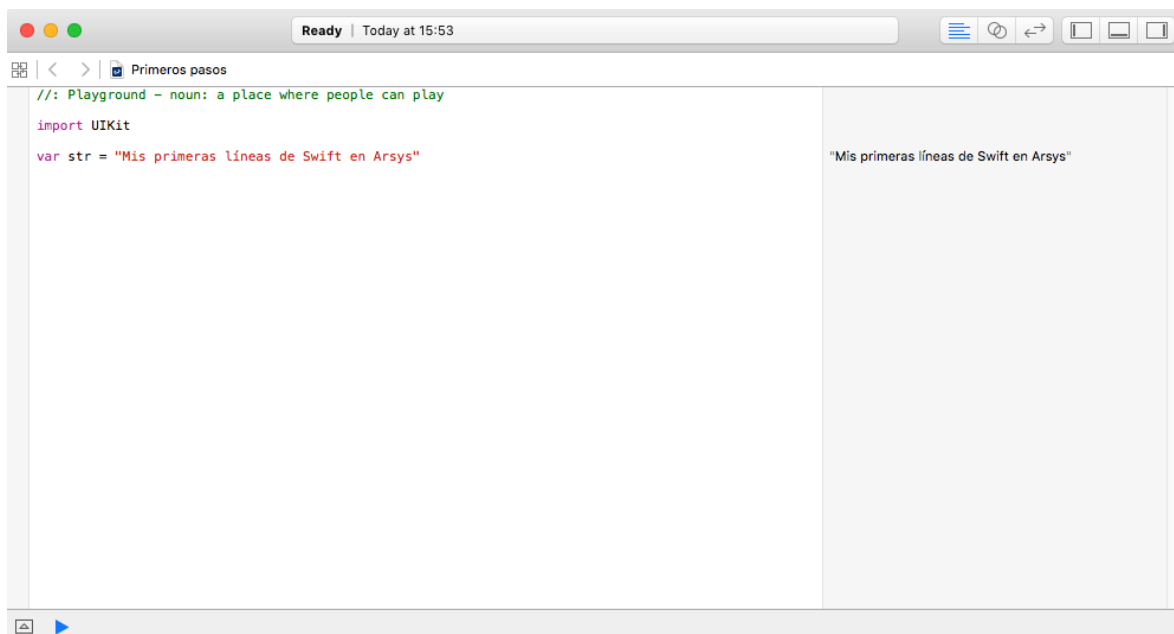 Ready | Today at 15:53
Primeros pasos
//: Playground - noun: a place where people can play
import UIKit
var str = "Mis primeras líneas de Swift en Arsys"
"Mis primeras líneas de Swift en Arsys"